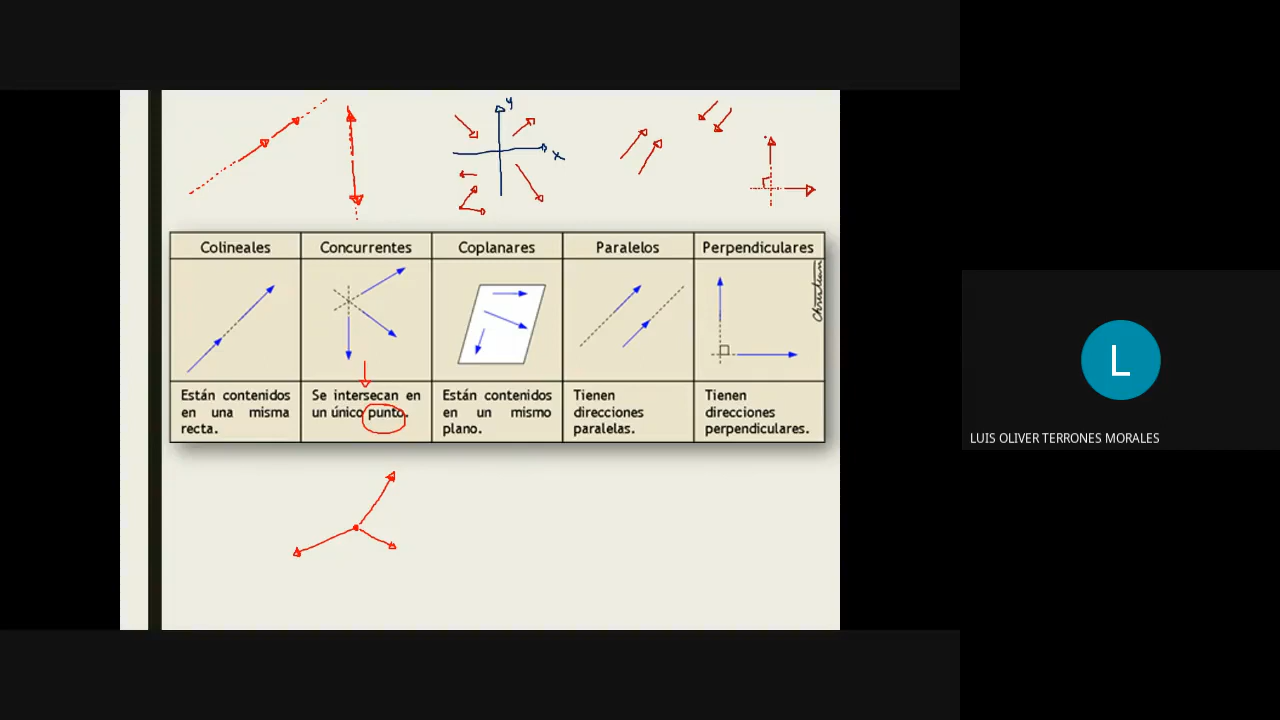 y
x
Colineales
Concurrentes
Coplanares
Paralelos
Perpendiculares
Christian
Están contenidos
en una misma
recta.
Se intersecan en
un único punto.
Están contenidos
en un mismo
plano.
Tienen
direcciones
paralelas.
Tienen
direcciones
perpendiculares.
L
LUIS OLIVER TERRONES MORALES